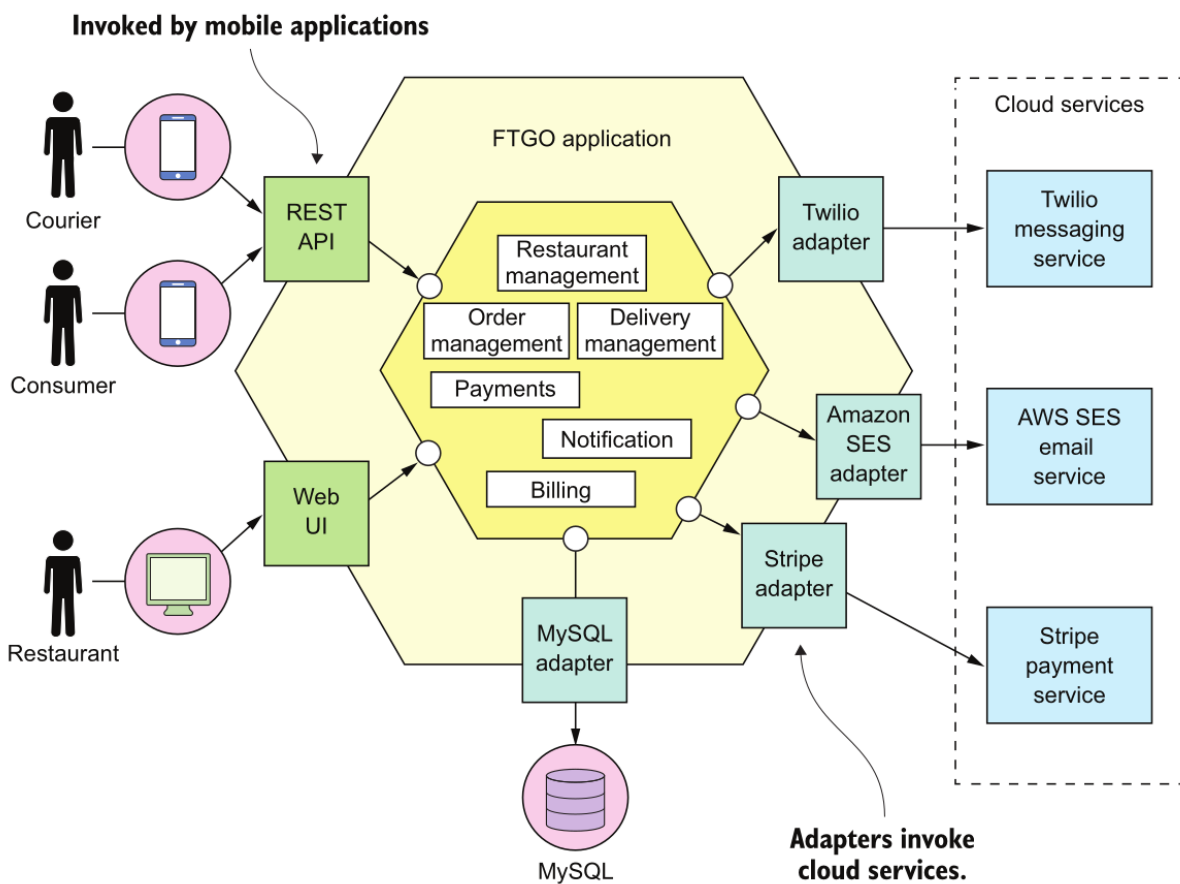 Invoked by mobile applications
Courier
Consumer
Restaurant
REST
API
Web
UI
FTGO application
Restaurant
management
Order
management
Delivery
management
Payments
Notification
Billing
Twilio
adapter
Amazon
SES
adapter
Stripe
adapter
MySQL
adapter
MySQL
Cloud services
Twilio
messaging
service
AWS SES
email
service
Stripe
payment
service
Adapters invoke
cloud services.